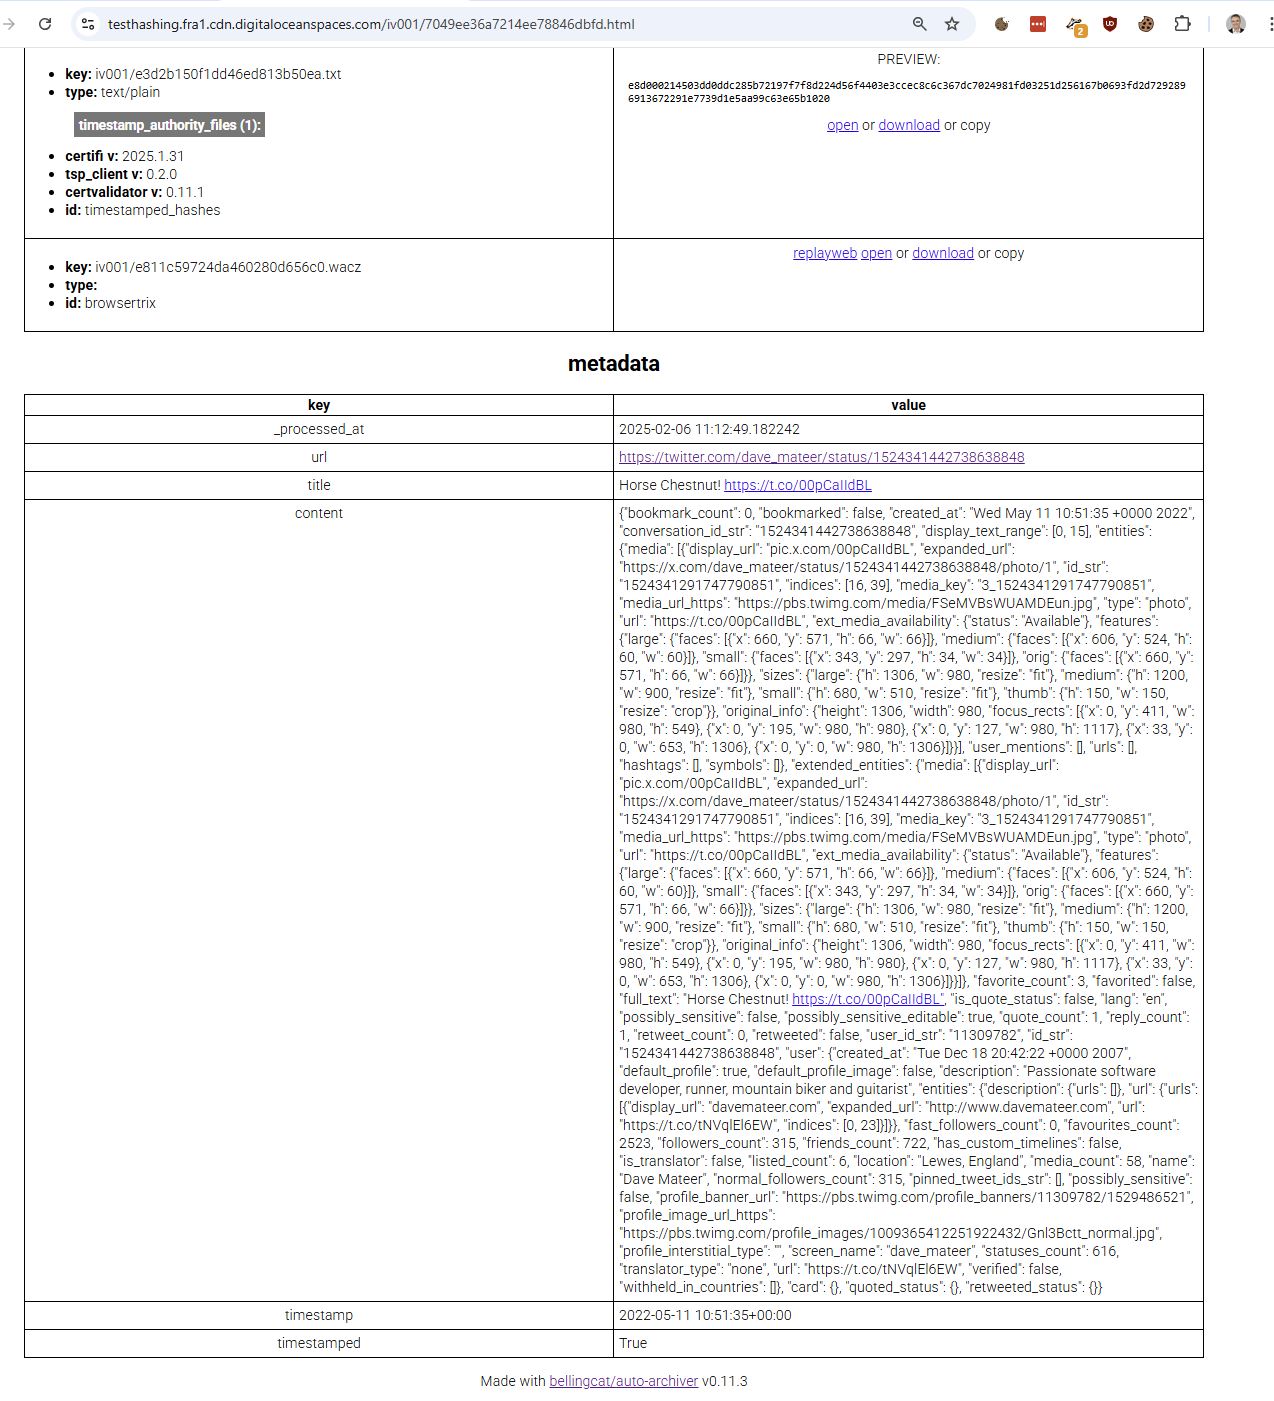 testhashing.fra1.cdn.digitaloceanspaces.com/iv001/7049ee36a7214ee78846dbfd.html
2
key: iv001/e3d2b150f1dd46ed813b50ea.txt
type: text/plain
timestamp_authority_files (1):
certifi v: 2025.1.31
tsp_client v: 0.2.0
certvalidator v: 0.11.1
id: timestamped_hashes
PREVIEW:
e8d000214503dd0ddc285b72197f7f8d224d56f4403e3ccec8c6c367dc7024981fd03251d256167b0693fd2d729289
6913672291e7739d1e5aa99c63e65b1020
open or download or copy
key: iv001/e811c59724da460280d656c0.wacz
type:
id: browsertrix
replayweb open or download or copy
metadata
key value
_processed_at 2025-02-06 11:12:49.182242
url https://twitter.com/dave_mateer/status/1524341442738638848
title Horse Chestnut! https://t.co/00pCaIIdBL
content {"bookmark_count": 0, "bookmarked": false, "created_at": "Wed May 11 10:51:35 +0000 2022",
"conversation_id_str": "1524341442738638848", "display_text_range": [0, 15], "entities":
{"media": [{"display_url": "pic.x.com/00pCaIIdBL", "expanded_url":
"https://x.com/dave_mateer/status/1524341442738638848/photo/1", "id_str":
"1524341291747790851", "indices": [16, 39], "media_key": "3_1524341291747790851",
"media_url_https": "https://pbs.twimg.com/media/FSeMVBsWUAMDEun.jpg", "type": "photo",
"url": "https://t.co/00pCaIIdBL", "ext_media_availability": {"status": "Available"}, "features":
{"large": {"faces": [{"x": 660, "y": 571, "h": 66, "w": 66}]}, "medium": {"faces": [{"x": 606, "y": 524, "h":
60, "w": 60}]}, "small": {"faces": [{"x": 343, "y": 297, "h": 34, "w": 34}]}, "orig": {"faces": [{"x": 660, "y":
571, "h": 66, "w": 66}]}}, "sizes": {"large": {"h": 1306, "w": 980, "resize": "fit"}, "medium": {"h": 1200,
"w": 900, "resize": "fit"}, "small": {"h": 680, "w": 510, "resize": "fit"}, "thumb": {"h": 150, "w": 150,
"resize": "crop"}}, "original_info": {"height": 1306, "width": 980, "focus_rects": [{"x": 0, "y": 411, "w":
980, "h": 549}, {"x": 0, "y": 195, "w": 980, "h": 980}, {"x": 0, "y": 127, "w": 980, "h": 1117}, {"x": 33, "y":
0, "w": 653, "h": 1306}, {"x": 0, "y": 0, "w": 980, "h": 1306}]}}], "user_mentions": [], "urls": [],
"hashtags": [], "symbols": []}, "extended_entities": {"media": [{"display_url":
"pic.x.com/00pCaIIdBL", "expanded_url":
"https://x.com/dave_mateer/status/1524341442738638848/photo/1", "id_str":
"1524341291747790851", "indices": [16, 39], "media_key": "3_1524341291747790851",
"media_url_https": "https://pbs.twimg.com/media/FSeMVBsWUAMDEun.jpg", "type": "photo",
"url": "https://t.co/00pCaIIdBL", "ext_media_availability": {"status": "Available"}, "features":
{"large": {"faces": [{"x": 660, "y": 571, "h": 66, "w": 66}]}, "medium": {"faces": [{"x": 606, "y": 524, "h":
60, "w": 60}]}, "small": {"faces": [{"x": 343, "y": 297, "h": 34, "w": 34}]}, "orig": {"faces": [{"x": 660, "y":
571, "h": 66, "w": 66}]}}, "sizes": {"large": {"h": 1306, "w": 980, "resize": "fit"}, "medium": {"h": 1200,
"w": 900, "resize": "fit"}, "small": {"h": 680, "w": 510, "resize": "fit"}, "thumb": {"h": 150, "w": 150,
"resize": "crop"}}, "original_info": {"height": 1306, "width": 980, "focus_rects": [{"x": 0, "y": 411, "w":
980, "h": 549}, {"x": 0, "y": 195, "w": 980, "h": 980}, {"x": 0, "y": 127, "w": 980, "h": 1117}, {"x": 33, "y":
0, "w": 653, "h": 1306}, {"x": 0, "y": 0, "w": 980, "h": 1306}]}}]}, "favorite_count": 3, "favorited": false,
"full_text": "Horse Chestnut! https://t.co/00pCaIIdBL", "is_quote_status": false, "lang": "en",
"possibly_sensitive": false, "possibly_sensitive_editable": true, "quote_count": 1, "reply_count":
1, "retweet_count": 0, "retweeted": false, "user_id_str": "11309782", "id_str":
"1524341442738638848", "user": {"created_at": "Tue Dec 18 20:42:22 +0000 2007",
"default_profile": true, "default_profile_image": false, "description": "Passionate software
developer, runner, mountain biker and guitarist", "entities": {"description": {"urls": []}, "url": {"urls":
[{"display_url": "davemateer.com", "expanded_url": "http://www.davemateer.com", "url":
"https://t.co/tNVqlEl6EW", "indices": [0, 23]}]}}, "fast_followers_count": 0, "favourites_count":
2523, "followers_count": 315, "friends_count": 722, "has_custom_timelines": false,
"is_translator": false, "listed_count": 6, "location": "Lewes, England", "media_count": 58, "name":
"Dave Mateer", "normal_followers_count": 315, "pinned_tweet_ids_str": [], "possibly_sensitive":
false, "profile_banner_url": "https://pbs.twimg.com/profile_banners/11309782/1529486521",
"profile_image_url_https":
"https://pbs.twimg.com/profile_images/1009365412251922432/Gnl3Bctt_normal.jpg",
"profile_interstitial_type": "", "screen_name": "dave_mateer", "statuses_count": 616,
"translator_type": "none", "url": "https://t.co/tNVqlEl6EW", "verified": false,
"withheld_in_countries": []}, "card": {}, "quoted_status": {}, "retweeted_status": {}}
timestamp 2022-05-11 10:51:35+00:00
timestamped True
Made with bellingcat/auto-archiver v0.11.3